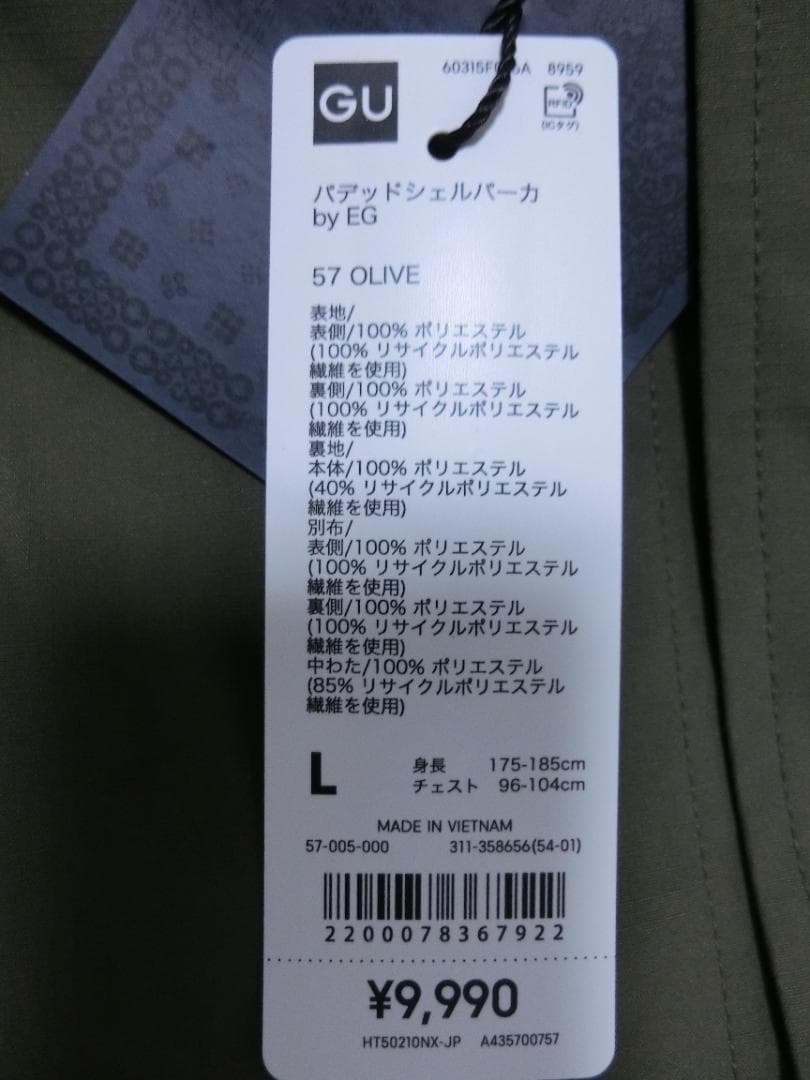 GU
8959
RFID
(ICタグ)
パデッドシェルパーカ
by EG
57 OLIVE
表地/
表側/100% ポリエステル
(100% リサイクルポリエステル
繊維を使用)
裏側/100% ポリエステル
(100% リサイクルポリエステル
繊維を使用)
裏地/
本体/100% ポリエステル
(40% リサイクルポリエステル
繊維を使用)
別布/
表側/100% ポリエステル
(100% リサイクルポリエステル
繊維を使用)
裏側/100% ポリエステル
(100% リサイクルポリエステル
繊維を使用)
中わた/100% ポリエステル
(85% リサイクルポリエステル
繊維を使用)
L
身長 175-185cm
チェスト 96-104cm
MADE IN VIETNAM
57-005-000 311-358656(54-01)
2200078367922
¥9,990
HT50210NX-JP A435700757